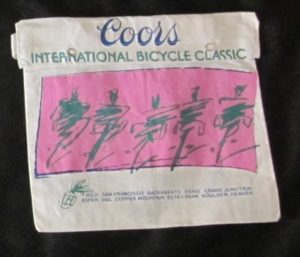 Coors
INTERNATIONAL BICYCLE CLASSIC
HILO SAN FRANCISCO SACRAMENTO RENO GRAND JUNCTION
ASPEN VAIL COPPER MOUNTAIN ESTES PARK BOULDER DENVER